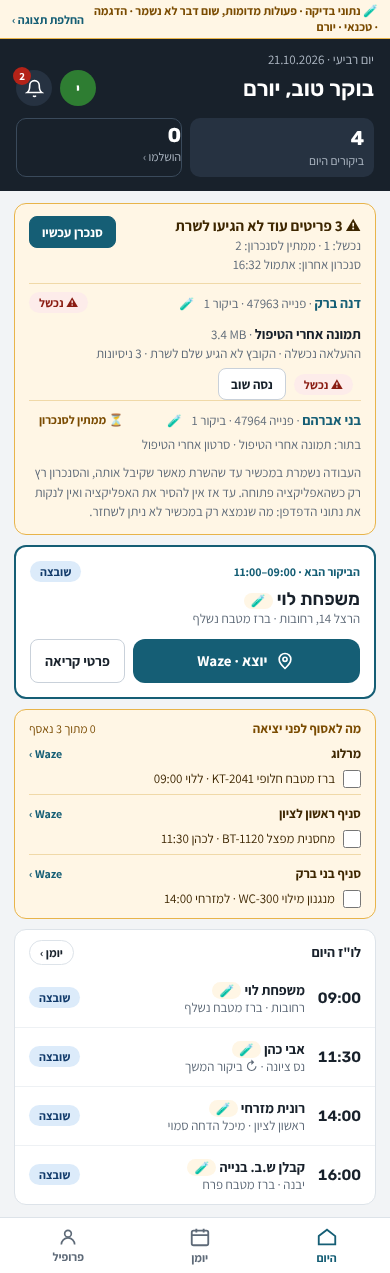 🧪 נתוני בדיקה · פעולות מדומות, שום דבר לא נשמר · הדגמה · טכנאי · יורם
החלפת תצוגה ‹
יום רביעי · 21.10.2026
בוקר טוב, יורם
י
2
4
ביקורים היום
0
הושלמו ‹
⚠ 3 פריטים עוד לא הגיעו לשרת
נכשל: 1 · ממתין לסנכרון: 2
סנכרון אחרון: אתמול 16:32
סנכרן עכשיו
דנה ברק · פנייה 47963 · ביקור 1 🧪
⚠ נכשל
תמונה אחרי הטיפול · 3.4 MB
ההעלאה נכשלה · הקובץ לא הגיע שלם לשרת · 3 ניסיונות
⚠ נכשל
נסה שוב
בני אברהם · פנייה 47964 · ביקור 1 🧪
⏳ ממתין לסנכרון
בתור: תמונה אחרי הטיפול · סרטון אחרי הטיפול
העבודה נשמרת במכשיר עד שהשרת מאשר שקיבל אותה, והסנכרון רץ
רק כשהאפליקציה פתוחה. עד אז אין להסיר את האפליקציה ואין לנקות
את נתוני הדפדפן: מה שנמצא רק במכשיר לא ניתן לשחזר.
הביקור הבא · 09:00–11:00
שובצה
משפחת לוי 🧪
הרצל 14, רחובות · ברז מטבח נשלף
יוצא · Waze
פרטי קריאה
מה לאסוף לפני יציאה
0 מתוך 3 נאסף
מרלוג
Waze ‹
ברז מטבח חלופי KT-2041 · ללוי 09:00
סניף ראשון לציון
Waze ‹
מחסנית מפצל BT-1120 · לכהן 11:30
סניף בני ברק
Waze ‹
מנגנון מילוי WC-300 · למזרחי 14:00
לו"ז היום
יומן ‹
09:00
משפחת לוי 🧪
רחובות · ברז מטבח נשלף
שובצה
11:30
אבי כהן 🧪
נס ציונה · ↻ ביקור המשך
שובצה
14:00
רונית מזרחי 🧪
ראשון לציון · מיכל הדחה סמוי
שובצה
16:00
קבלן ש.ב. בנייה 🧪
יבנה · ברז מטבח פרח
שובצה
היום
יומן
פרופיל